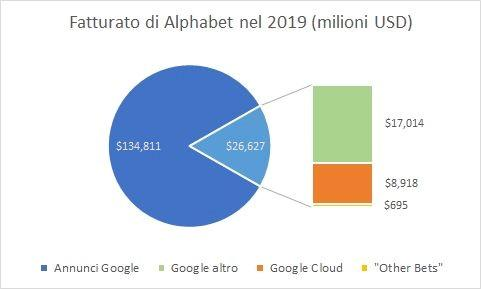 Fatturato di Alphabet nel 2019 (milioni USD)
$134,811
$26,627
$17,014
$8,918
$695
Annunci Google
Google altro
Google Cloud
"Other Bets"